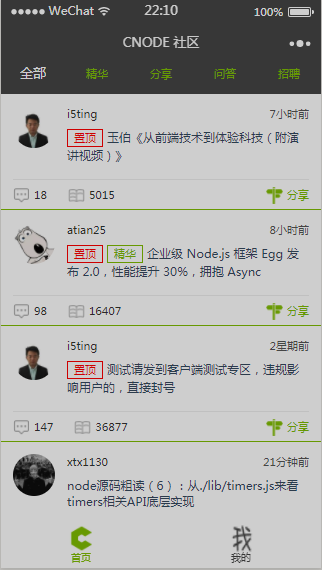 WeChat 22:10 100%
CNODE 社区
全部 精华 分享 问答 招聘
i5ting 7小时前
置顶 玉伯《从前端技术到体验科技（附演
讲视频）》
18 5015 分享
atian25 8小时前
置顶 精华 企业级 Node.js 框架 Egg 发
布 2.0，性能提升 30%，拥抱 Async
98 16407 分享
i5ting 2星期前
置顶 测试请发到客户端测试专区，违规影
响用户的，直接封号
147 36877 分享
xtx1130 21分钟前
node源码粗读（6）：从./lib/timers.js来看
timers相关API底层实现
我
首页 我的